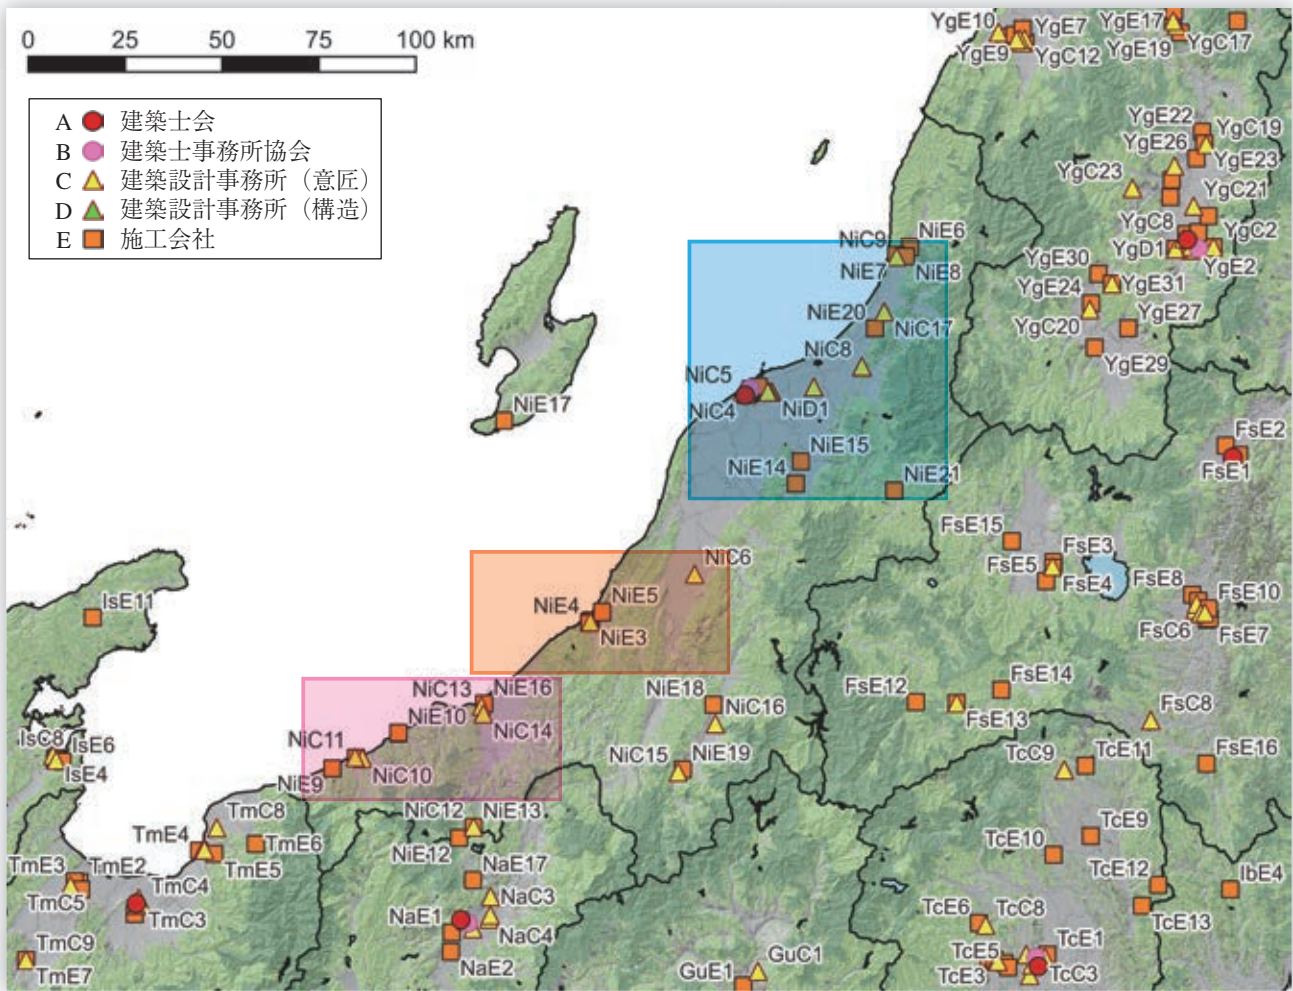 0 25 50 75 100 km
A 建築士会
B 建築士事務所協会
C 建築設計事務所（意匠）
D 建築設計事務所（構造）
E 施工会社
YgE10
YgE7
YgE9
YgC12
YgE17
YgE19
YgC17
YgE22
YgC19
YgE26
YgE23
YgC23
YgC21
YgC8
YgC2
YgD1
YgE2
YgE30
YgE31
YgE24
YgE27
YgC20
YgE29
NiC9
NiE6
NiE7
NiE8
NiE20
NiC17
NiC8
NiC5
NiC4
NiD1
NiE17
NiE15
NiE14
NiE21
FsE2
FsE1
FsE15
FsE3
FsE5
FsE4
FsE8
FsE10
FsC6
FsE7
NiC6
NiE4
NiE5
NiE3
IsE11
NiC13
NiE16
NiE10
NiC14
NiC11
NiC10
NiE9
NiE18
NiC16
NiC15
NiE19
FsE12
FsE14
FsE13
FsC8
FsE16
IsC8
IsE6
IsE4
TcC9
TcE11
TcE9
TcE10
TcE12
IbE4
TcE13
TmC8
TmE4
TmE6
TmE5
TmE3
TmE2
TmC4
TmC5
TmC3
TmC9
TmE7
NiC12
NiE13
NiE12
NaE17
NaC3
NaE1
NaC4
NaE2
GuC1
GuE1
TcE6
TcC8
TcE5
TcE1
TcE3
TcC3